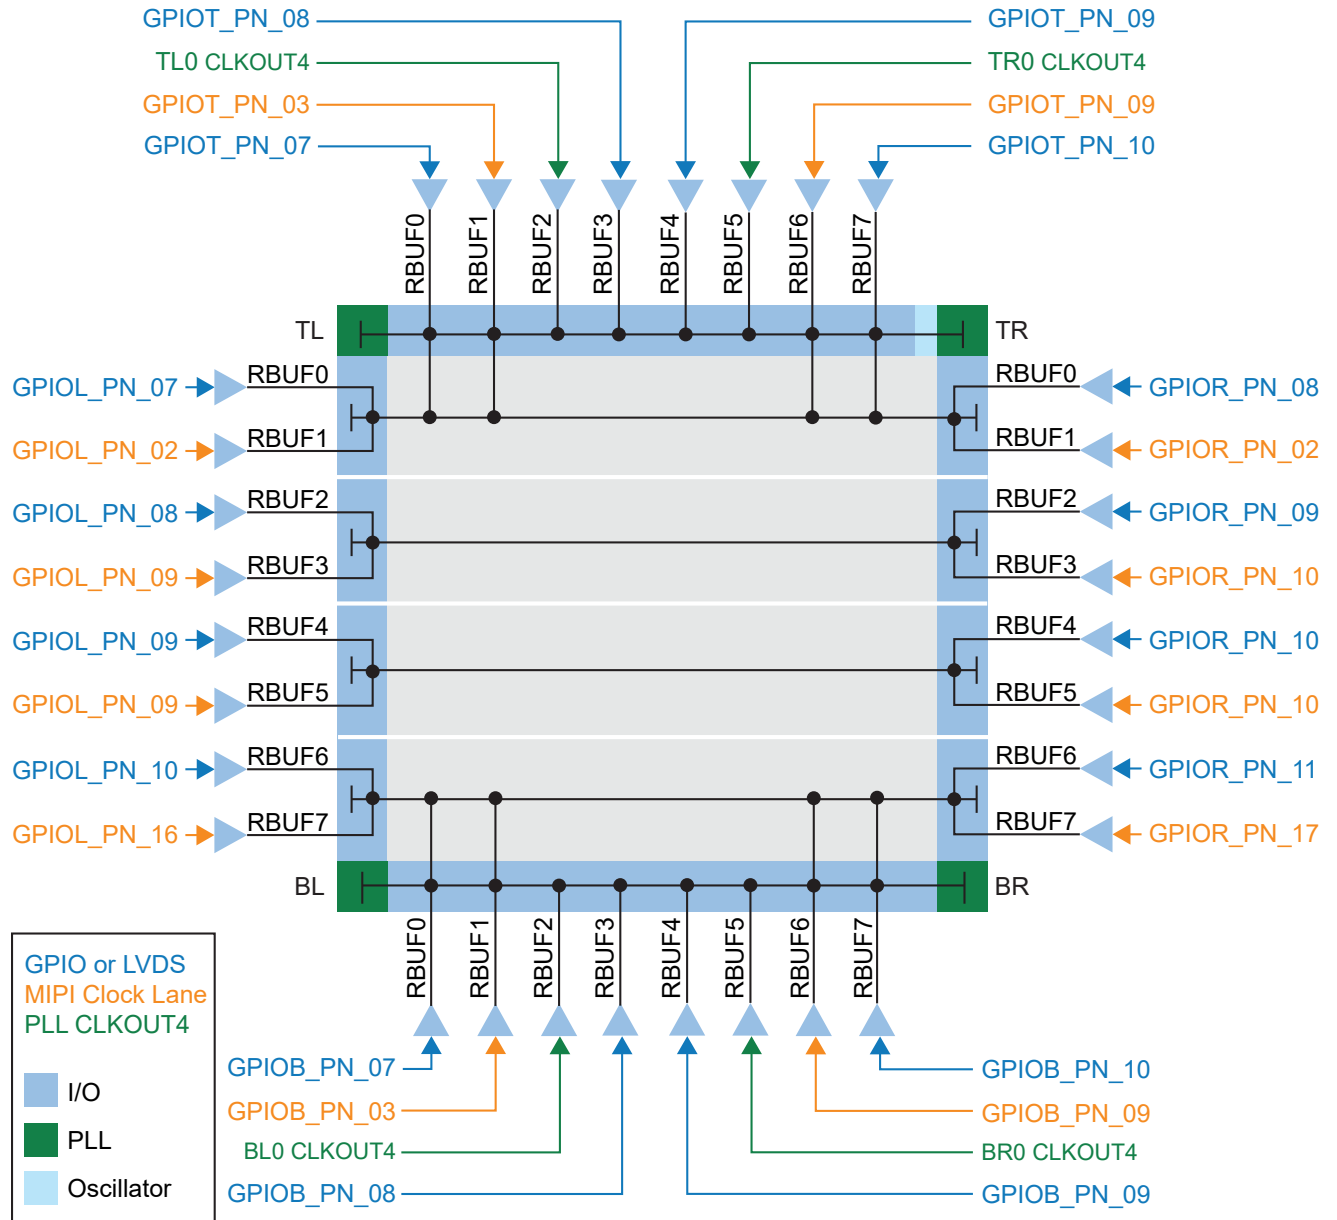 GPIOT_PN_08
GPIOT_PN_09
TL0 CLKOUT4
TR0 CLKOUT4
GPIOT_PN_03
GPIOT_PN_09
GPIOT_PN_07
GPIOT_PN_10
RBUF0
RBUF1
RBUF2
RBUF3
RBUF4
RBUF5
RBUF6
RBUF7
TL
TR
GPIOL_PN_07
RBUF0
RBUF0
GPIOR_PN_08
GPIOL_PN_02
RBUF1
RBUF1
GPIOR_PN_02
GPIOL_PN_08
RBUF2
RBUF2
GPIOR_PN_09
GPIOL_PN_09
RBUF3
RBUF3
GPIOR_PN_10
GPIOL_PN_09
RBUF4
RBUF4
GPIOR_PN_10
GPIOL_PN_09
RBUF5
RBUF5
GPIOR_PN_10
GPIOL_PN_10
RBUF6
RBUF6
GPIOR_PN_11
GPIOL_PN_16
RBUF7
RBUF7
GPIOR_PN_17
BL
BR
RBUF0
RBUF1
RBUF2
RBUF3
RBUF4
RBUF5
RBUF6
RBUF7
GPIOB_PN_07
GPIOB_PN_10
GPIOB_PN_03
GPIOB_PN_09
BL0 CLKOUT4
BR0 CLKOUT4
GPIOB_PN_08
GPIOB_PN_09
GPIO or LVDS
MIPI Clock Lane
PLL CLKOUT4
I/O
PLL
Oscillator